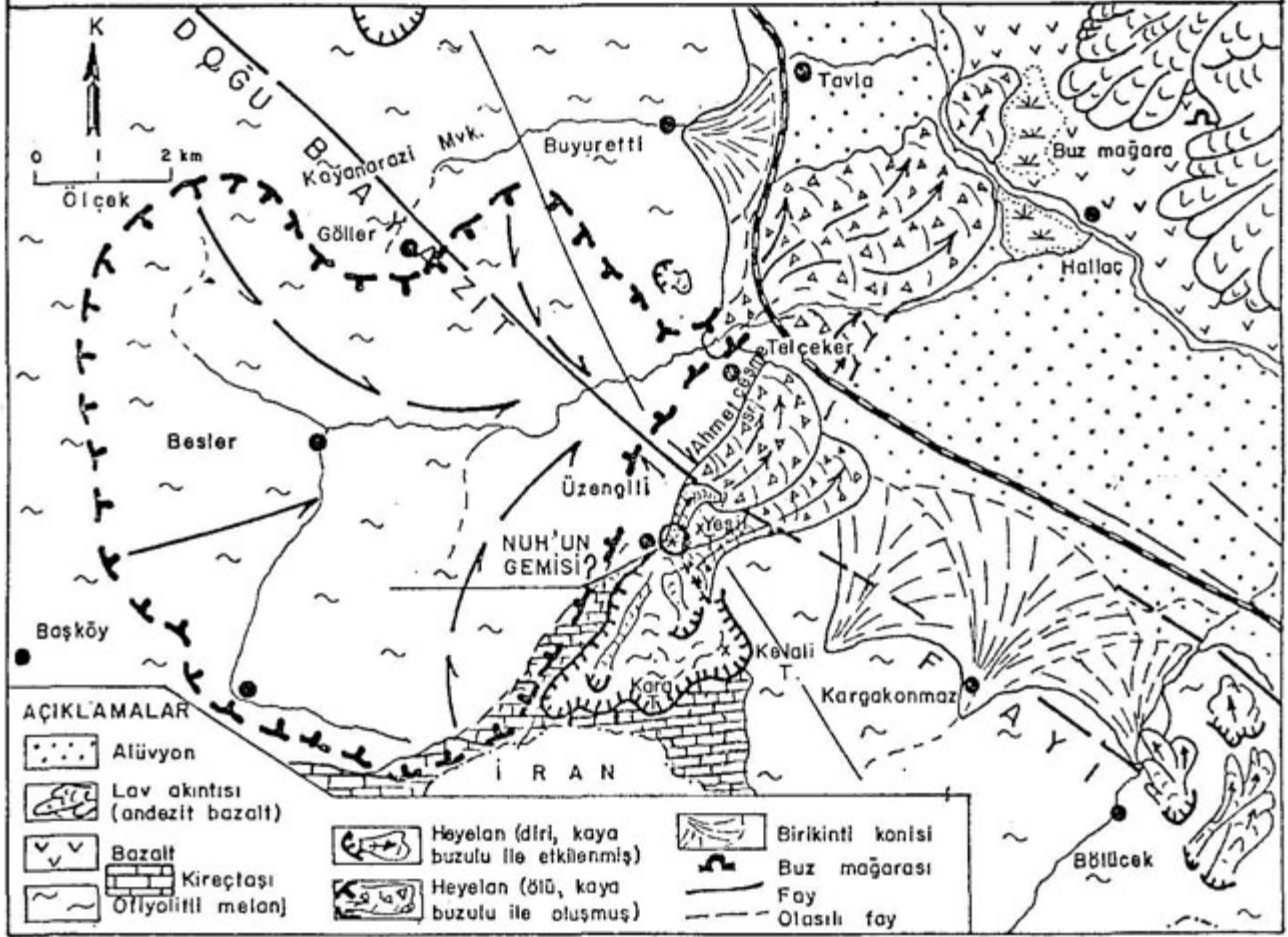 K
DOĞU BAYAZIT
FAYI
0 2 km
Ölçek
Tavla
Buyuretti
Kayanarazi Mvk.
Göller
Buz mağara
Hallaç
Telçeker
Ahmet çeşme
Besler
Üzengili
Yeşil
NUH'UN
GEMİSİ?
Başköy
Kelali
T.
Kara
T.
Kargakonmaz
İRAN
Bölücek
AÇIKLAMALAR
Alüvyon
Lav akıntısı
(andezit bazalt)
Bazalt
Kireçtaşı
Ofiyolitli melanj
Heyelan (diri, kaya
buzulu ile etkilenmiş)
Heyelan (ölü, kaya
buzulu ile oluşmuş)
Birikinti konisi
Buz mağarası
Fay
Olasılı fay